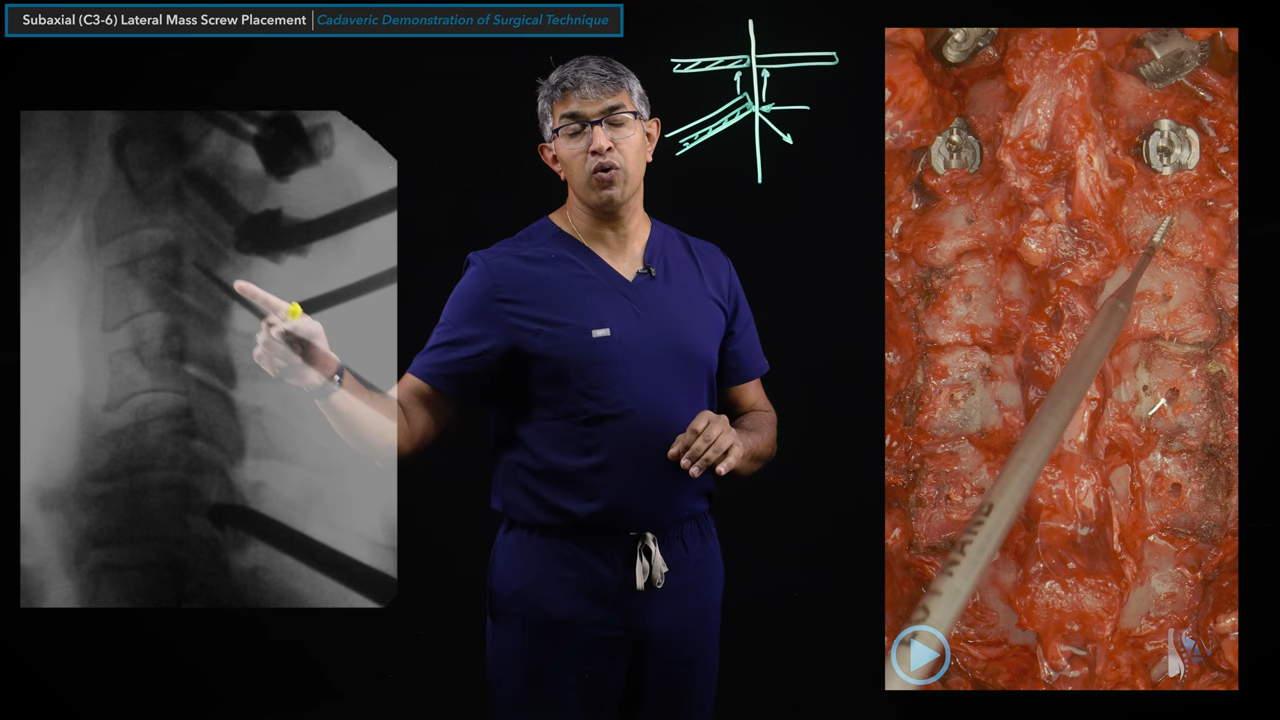 Subaxial (C3-6) Lateral Mass Screw Placement | Cadaveric Demonstration of Surgical Technique